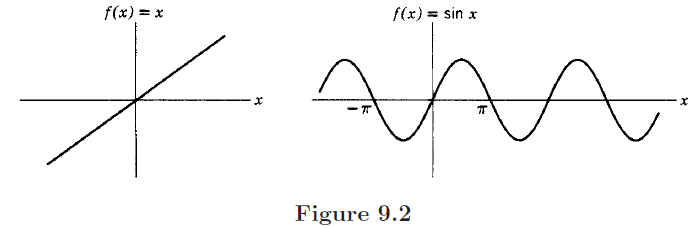 f(x) = x
x
f(x) = sin x
-π
π
x
Figure 9.2